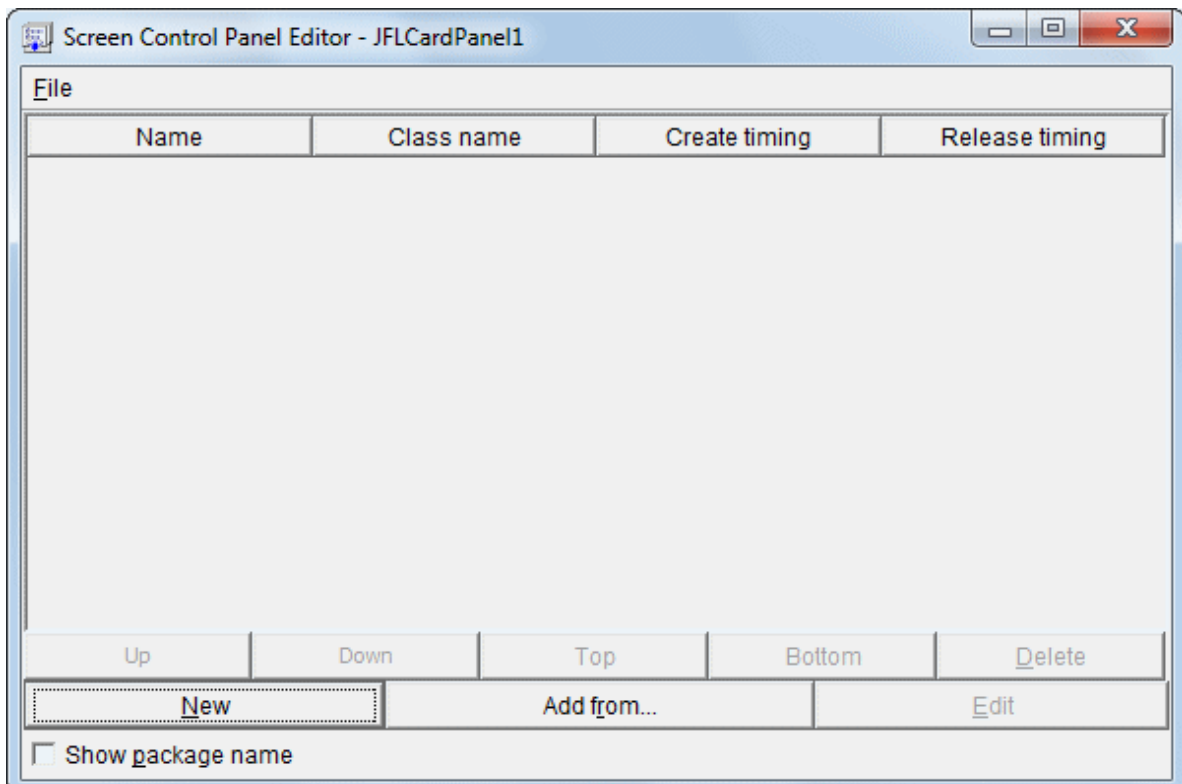 Screen Control Panel Editor - JFLCardPanel1
File
Name Class name Create timing Release timing
Up Down Top Bottom Delete
New Add from... Edit
Show package name